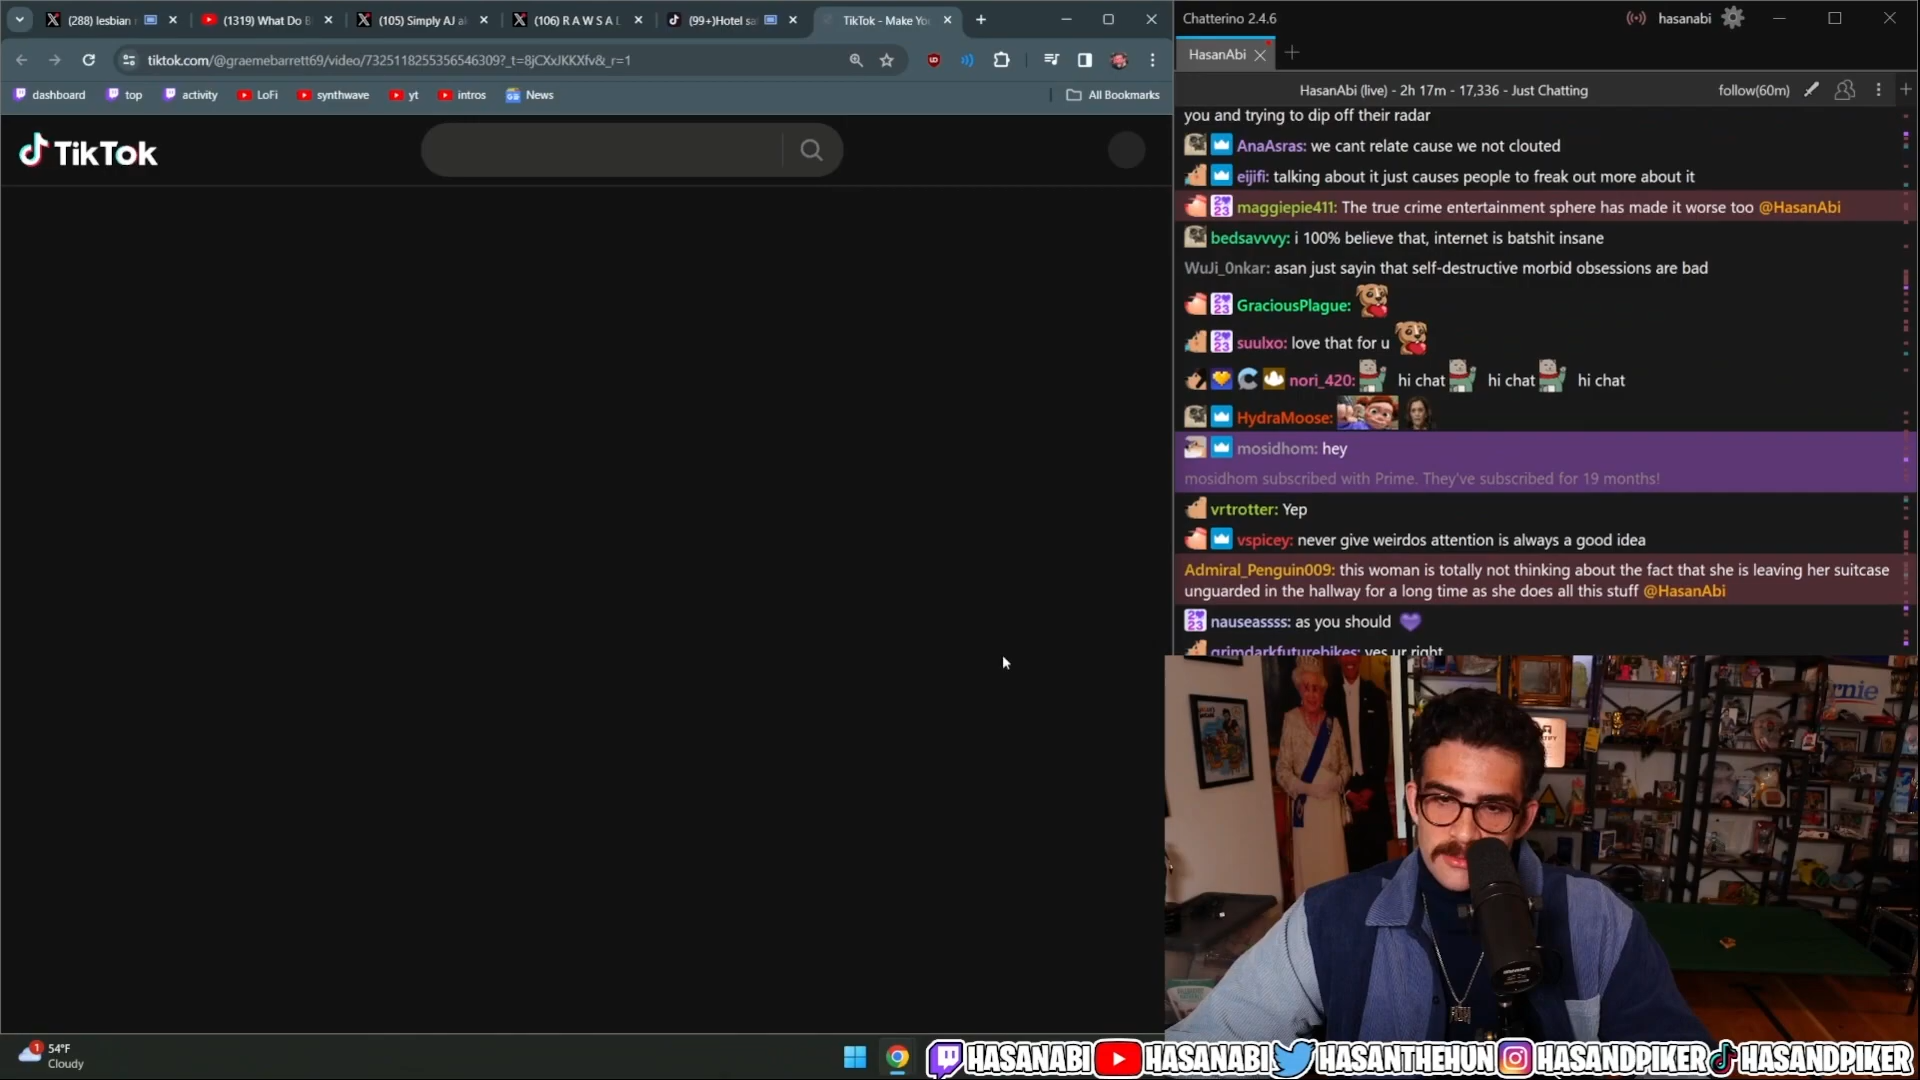 (288) lesbian
(1319) What Do B
(105) Simply AJ
(106) R A W S A L
(99+)Hotel sa
TikTok - Make Yo
tiktok.com/@graemebarrett69/video/7325118255356546309?_t=8jCXxJKKXfv&_r=1
dashboard
top
activity
LoFi
synthwave
yt
intros
News
All Bookmarks
TikTok
Chatterino 2.4.6
hasanabi
HasanAbi
HasanAbi (live) - 2h 17m - 17,336 - Just Chatting
follow(60m)
you and trying to dip off their radar
AnaAsras: we cant relate cause we not clouted
eijifi: talking about it just causes people to freak out more about it
maggiepie411: The true crime entertainment sphere has made it worse too @HasanAbi
bedsavvvy: i 100% believe that, internet is batshit insane
WuJi_0nkar: asan just sayin that self-destructive morbid obsessions are bad
GraciousPlague:
suulxo: love that for u
nori_420: hi chat hi chat hi chat
HydraMoose:
mosidhom: hey
mosidhom subscribed with Prime. They've subscribed for 19 months!
vrtrotter: Yep
vspicey: never give weirdos attention is always a good idea
Admiral_Penguin009: this woman is totally not thinking about the fact that she is leaving her suitcase
unguarded in the hallway for a long time as she does all this stuff @HasanAbi
nauseassss: as you should
grimdarkfuturebikes: yes ur right
1
54°F
Cloudy
HASANABI
HASANABI
HASANTHEHUN
HASANDPIKER
HASANDPIKER